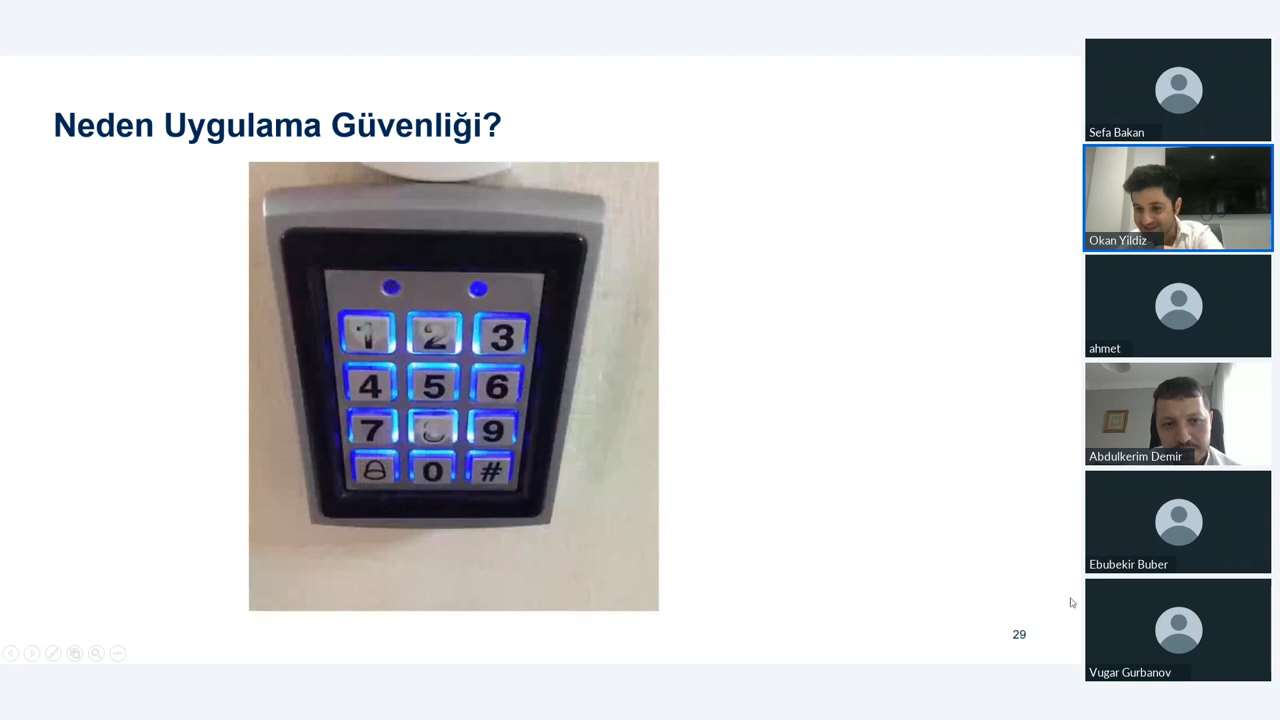 Neden Uygulama Güvenliği?
1 2 3
4 5 6
7 8 9
0 #
29
Sefa Bakan
Okan Yildiz
ahmet
Abdulkerim Demir
Ebubekir Buber
Vugar Gurbanov